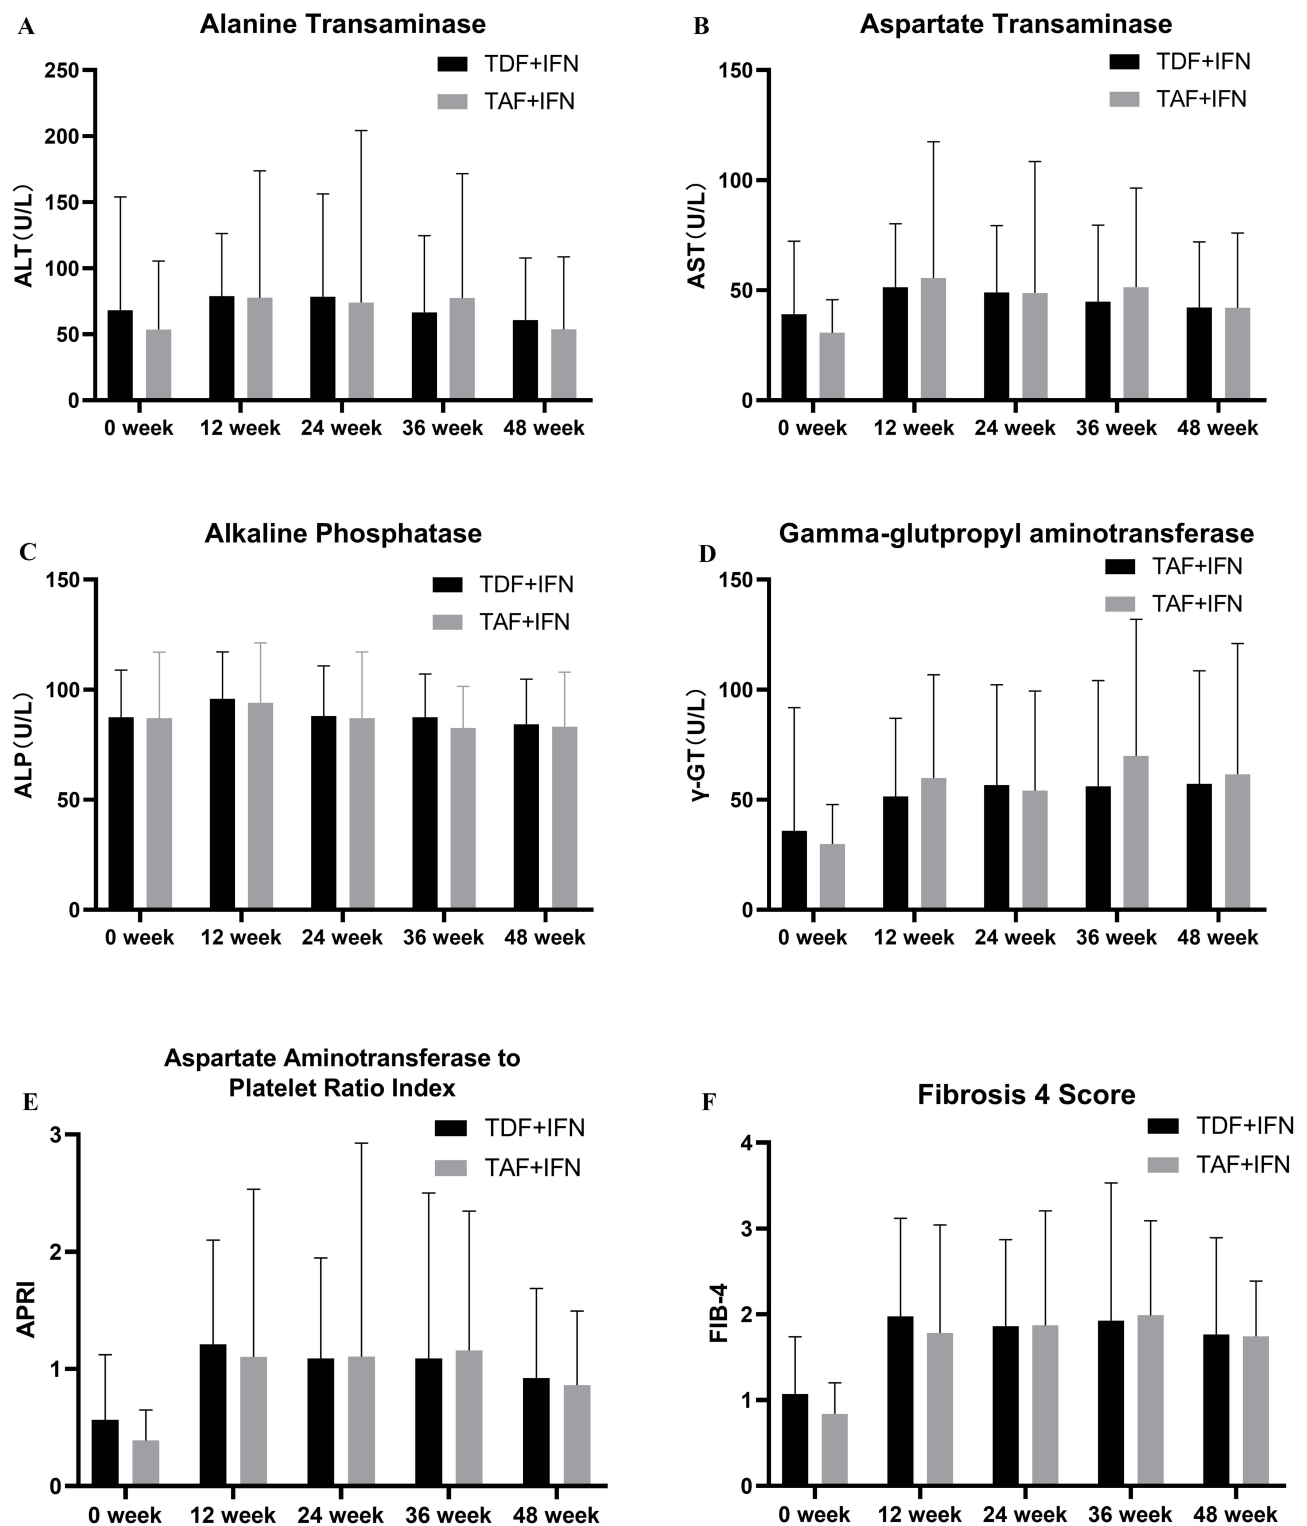 A
Alanine Transaminase
TDF+IFN
TAF+IFN
ALT(U/L)
250
200
150
100
50
0
0 week 12 week 24 week 36 week 48 week
B
Aspartate Transaminase
TDF+IFN
TAF+IFN
AST(U/L)
150
100
50
0
0 week 12 week 24 week 36 week 48 week
C
Alkaline Phosphatase
TDF+IFN
TAF+IFN
ALP(U/L)
150
100
50
0
0 week 12 week 24 week 36 week 48 week
D
Gamma-glutpropyl aminotransferase
TAF+IFN
TAF+IFN
γ-GT(U/L)
150
100
50
0
0 week 12 week 24 week 36 week 48 week
E
Aspartate Aminotransferase to
Platelet Ratio Index
TDF+IFN
TAF+IFN
APRI
3
2
1
0
0 week 12 week 24 week 36 week 48 week
F
Fibrosis 4 Score
TDF+IFN
TAF+IFN
FIB-4
4
3
2
1
0
0 week 12 week 24 week 36 week 48 week